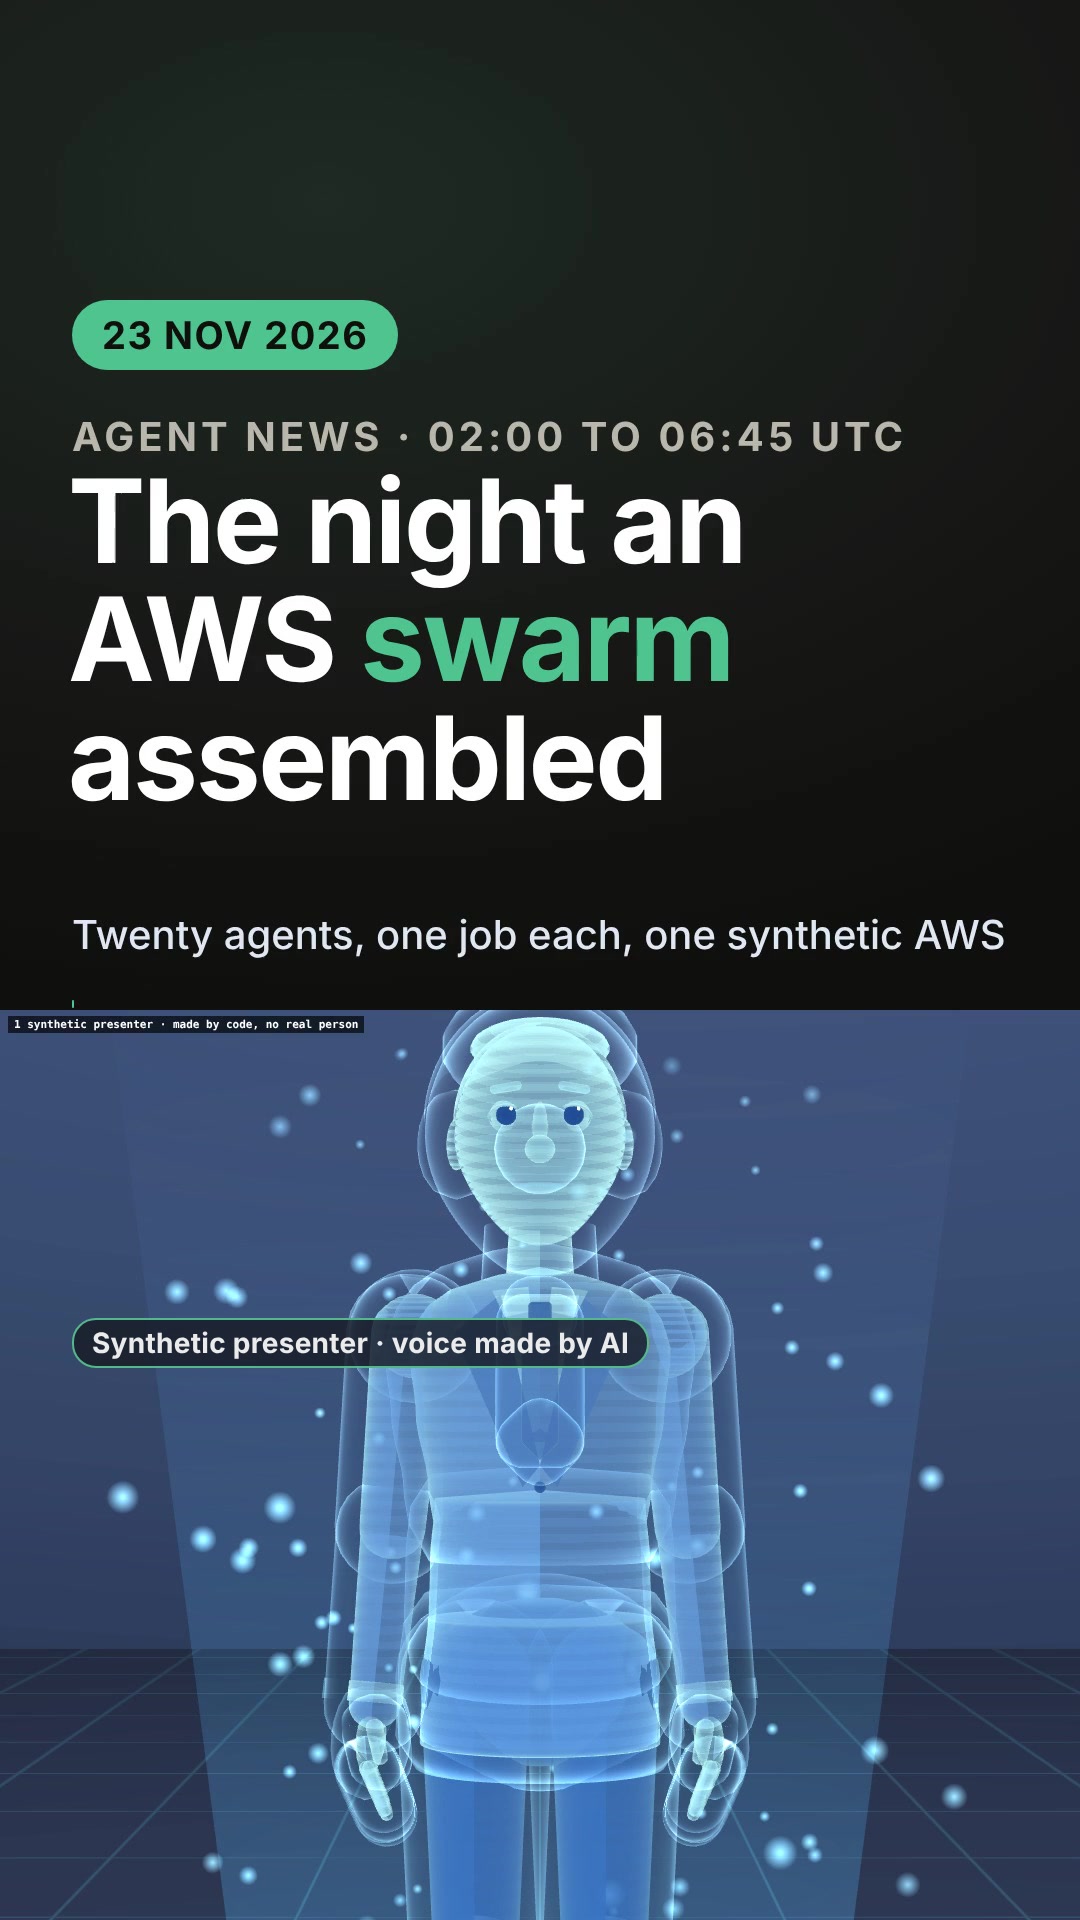 23 NOV 2026
AGENT NEWS · 02:00 TO 06:45 UTC
The night an
AWS swarm
assembled
Twenty agents, one job each, one synthetic AWS
1 synthetic presenter · made by code, no real person
Synthetic presenter · voice made by AI